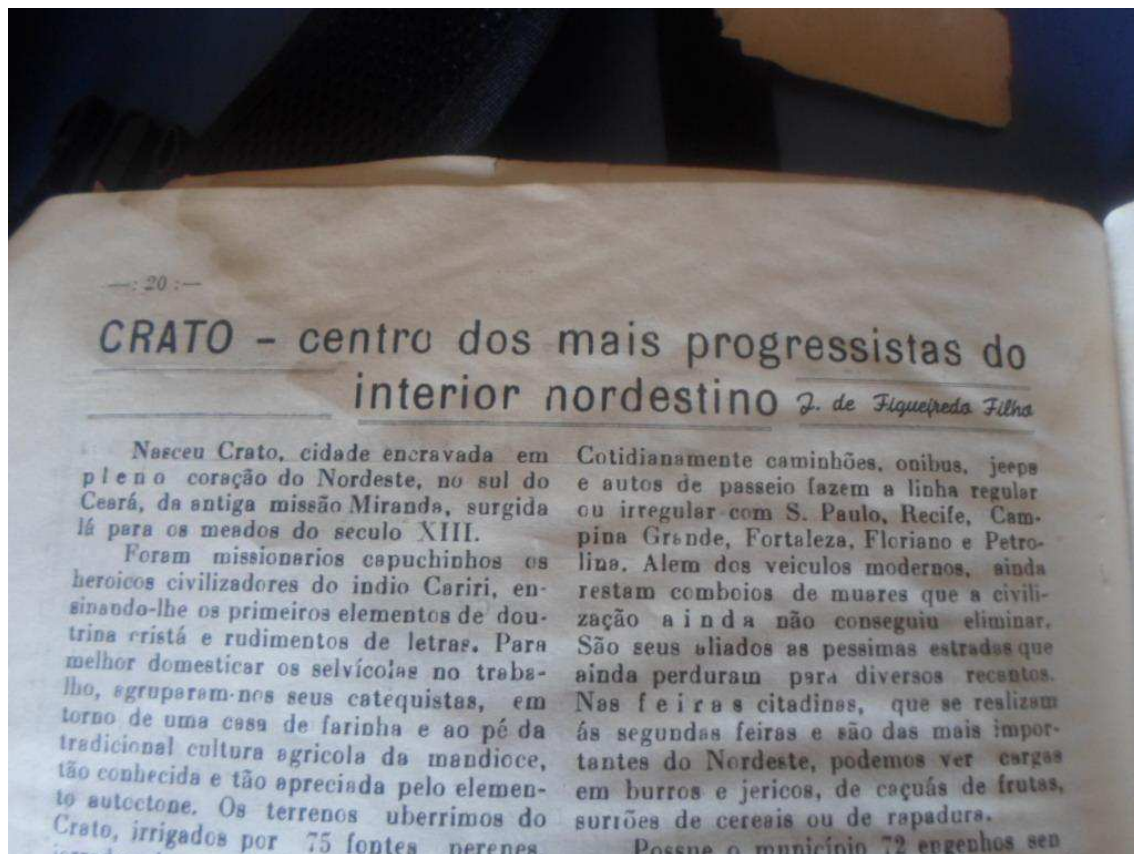 —: 20 :—
CRATO - centro dos mais progressistas do
interior nordestino J. de Figueiredo Filho
Nasceu Crato, cidade encravada em
pleno coração do Nordeste, no sul do
Ceará, da antiga missão Miranda, surgida
lá para os meados do seculo XIII.
Foram missionarios capuchinhos os
heroicos civilizadores do indio Cariri, en-
sinando-lhe os primeiros elementos de dou-
trina cristá e rudimentos de letras. Para
melhor domesticar os selvícolas no traba-
lho, agruparam-nos seus catequistas, em
torno de uma casa de farinha e ao pé da
tradicional cultura agricola da mandioce,
tão conhecida e tão apreciada pelo elemen-
to autoctone. Os terrenos uberrimos do
Crato, irrigados por 75 fontes perenes,
Cotidianamente caminhões, onibus, jeeps
e autos de passeio fazem a linha regular
ou irregular com S. Paulo, Recife, Cam-
pina Grande, Fortaleza, Floriano e Petro-
lina. Alem dos veiculos modernos, ainda
restam comboios de muares que a civili-
zação ainda não conseguiu eliminar.
São seus aliados as pessimas estradas que
ainda perduram para diversos recantos.
Nas feiras citadinas, que se realizam
ás segundas feiras e são das mais impor-
tantes do Nordeste, podemos ver cargas
em burros e jericos, de caçuás de frutas,
surrões de cereais ou de rapadura.
Possue o município 72 engenhos sen